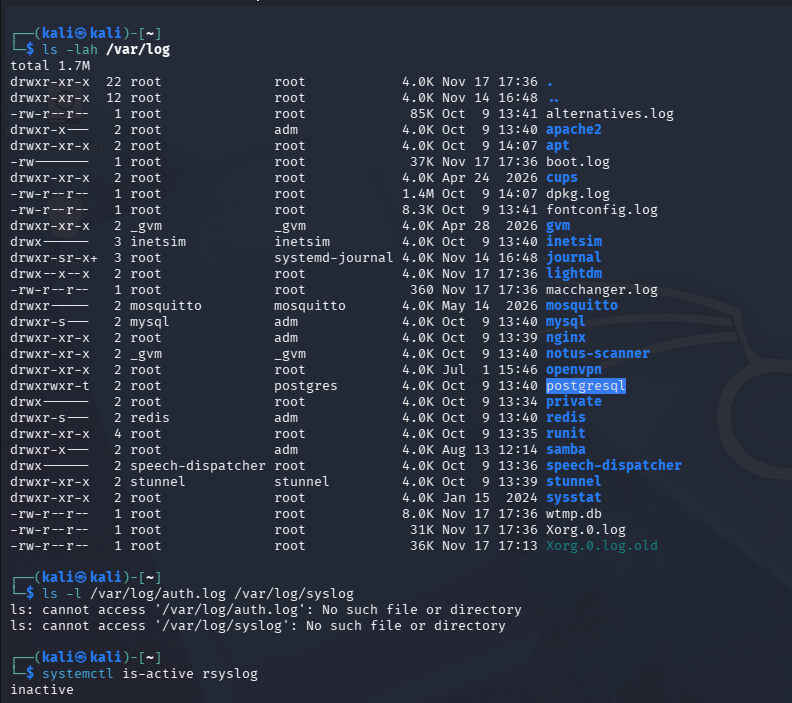 ┌──(kali㉿kali)-[~]
└─$ ls -lah /var/log
total 1.7M
drwxr-xr-x  22 root              root             4.0K Nov 17 17:36 .
drwxr-xr-x  12 root              root             4.0K Nov 14 16:48 ..
-rw-r--r--   1 root              root              85K Oct  9 13:41 alternatives.log
drwxr-x---   2 root              adm              4.0K Oct  9 13:40 apache2
drwxr-xr-x   2 root              root             4.0K Oct  9 14:07 apt
-rw-------   1 root              root              37K Nov 17 17:36 boot.log
drwxr-xr-x   2 root              root             4.0K Apr 24  2026 cups
-rw-r--r--   1 root              root             1.4M Oct  9 14:07 dpkg.log
-rw-r--r--   1 root              root             8.3K Oct  9 13:41 fontconfig.log
drwxr-xr-x   2 _gvm              _gvm             4.0K Apr 28  2026 gvm
drwx------   3 inetsim           inetsim          4.0K Oct  9 13:40 inetsim
drwxr-sr-x+  3 root              systemd-journal  4.0K Nov 14 16:48 journal
drwx--x--x   2 root              root             4.0K Nov 17 17:36 lightdm
-rw-r--r--   1 root              root              360 Nov 17 17:36 macchanger.log
drwxr-----   2 mosquitto         mosquitto        4.0K May 14  2026 mosquitto
drwxr-s---   2 mysql             adm              4.0K Oct  9 13:40 mysql
drwxr-xr-x   2 root              adm              4.0K Oct  9 13:39 nginx
drwxr-xr-x   2 _gvm              _gvm             4.0K Oct  9 13:40 notus-scanner
drwxr-xr-x   2 root              root             4.0K Jul  1 15:46 openvpn
drwxrwxr-t   2 root              postgres         4.0K Oct  9 13:40 postgresql
drwx------   2 root              root             4.0K Oct  9 13:34 private
drwxr-s---   2 redis             adm              4.0K Oct  9 13:40 redis
drwxr-xr-x   4 root              root             4.0K Oct  9 13:35 runit
drwxr-x---   2 root              adm              4.0K Aug 13 12:14 samba
drwx------   2 speech-dispatcher root             4.0K Oct  9 13:36 speech-dispatcher
drwxr-xr-x   2 stunnel           stunnel          4.0K Oct  9 13:39 stunnel
drwxr-xr-x   2 root              root             4.0K Jan 15  2024 sysstat
-rw-r--r--   1 root              root             8.0K Nov 17 17:36 wtmp.db
-rw-r--r--   1 root              root              31K Nov 17 17:36 Xorg.0.log
-rw-r--r--   1 root              root              36K Nov 17 17:13 Xorg.0.log.old
┌──(kali㉿kali)-[~]
└─$ ls -l /var/log/auth.log /var/log/syslog
ls: cannot access '/var/log/auth.log': No such file or directory
ls: cannot access '/var/log/syslog': No such file or directory
┌──(kali㉿kali)-[~]
└─$ systemctl is-active rsyslog
inactive